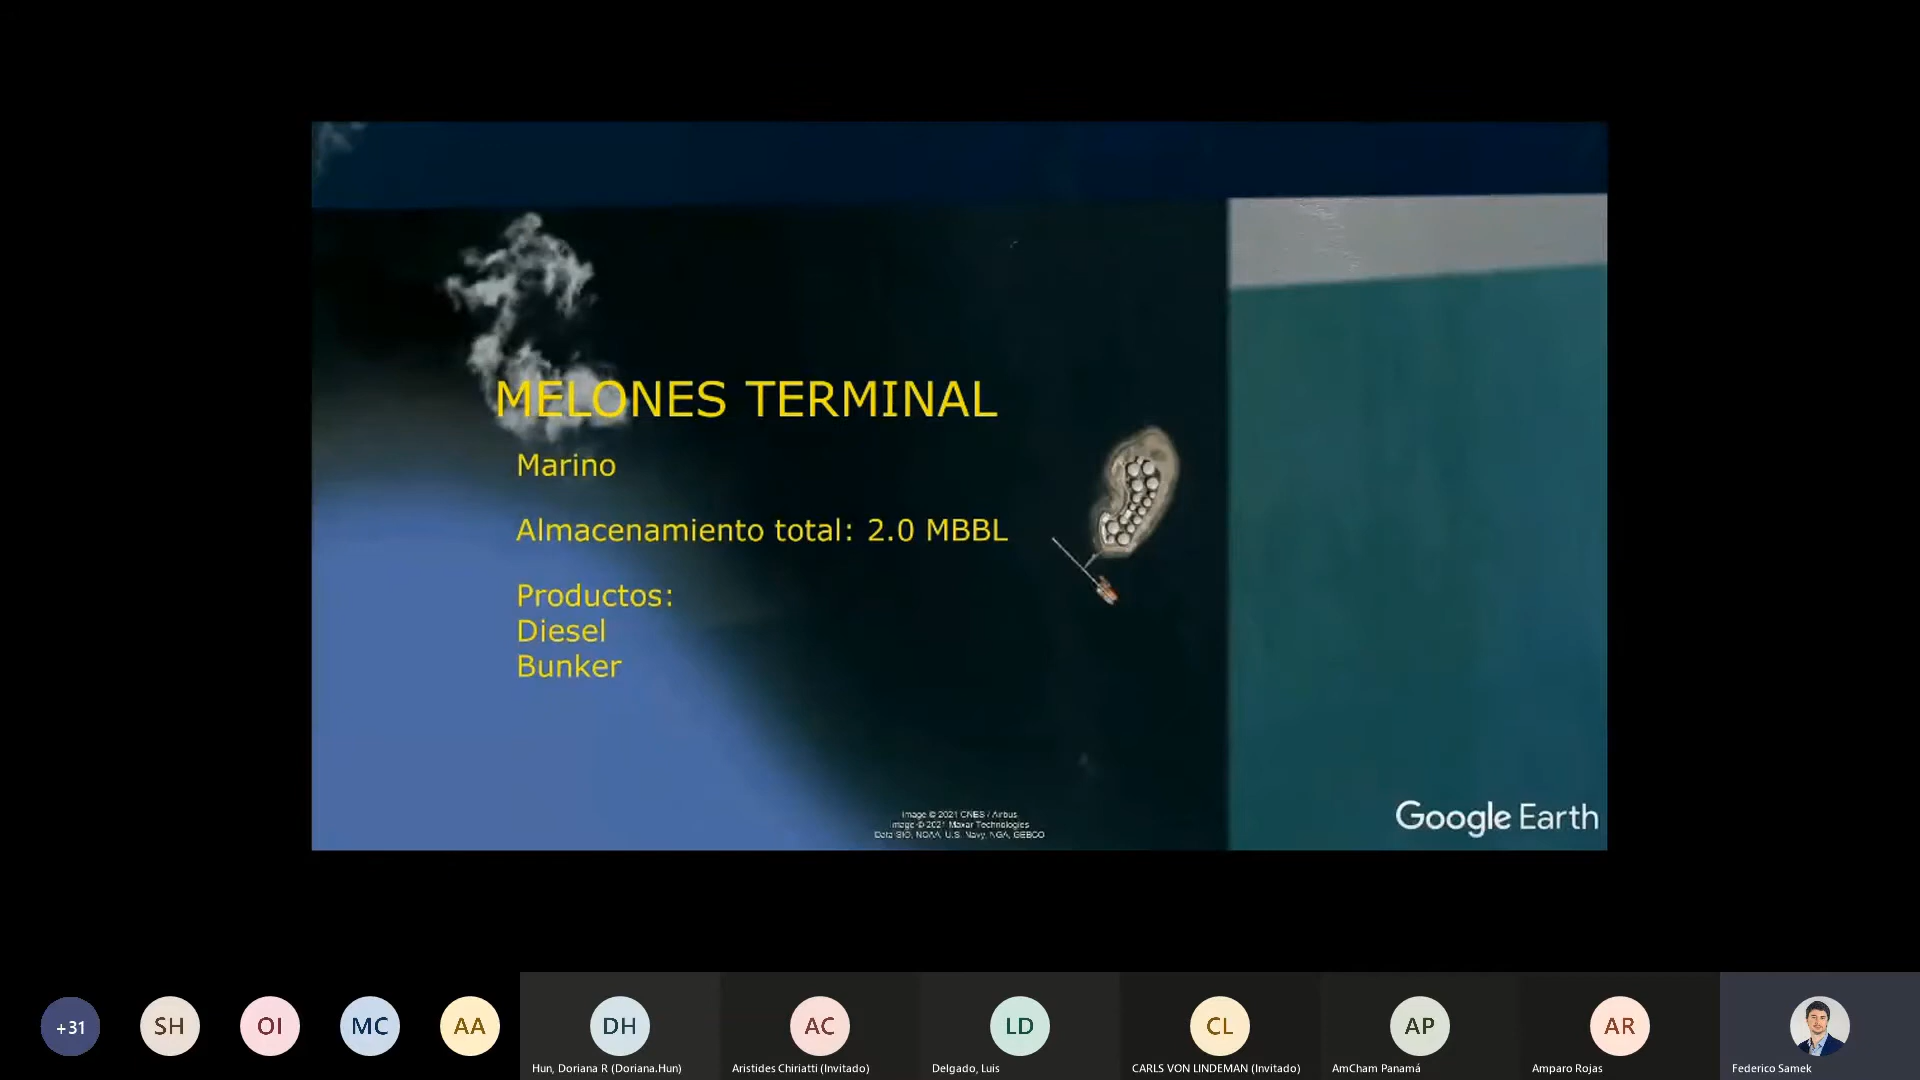 MELONES TERMINAL
Marino
Almacenamiento total: 2.0 MBBL
Productos:
Diesel
Bunker
Image © 2021 CNES / Airbus
Image © 2021 Maxar Technologies
Data SIO, NOAA, U.S. Navy, NGA, GEBCO
Google Earth
+31
SH
OI
MC
AA
DH
AC
LD
CL
AP
AR
Hun, Doriana R (Doriana.Hun)
Aristides Chiriatti (Invitado)
Delgado, Luis
CARLS VON LINDEMAN (Invitado)
AmCham Panamá
Amparo Rojas
Federico Samek